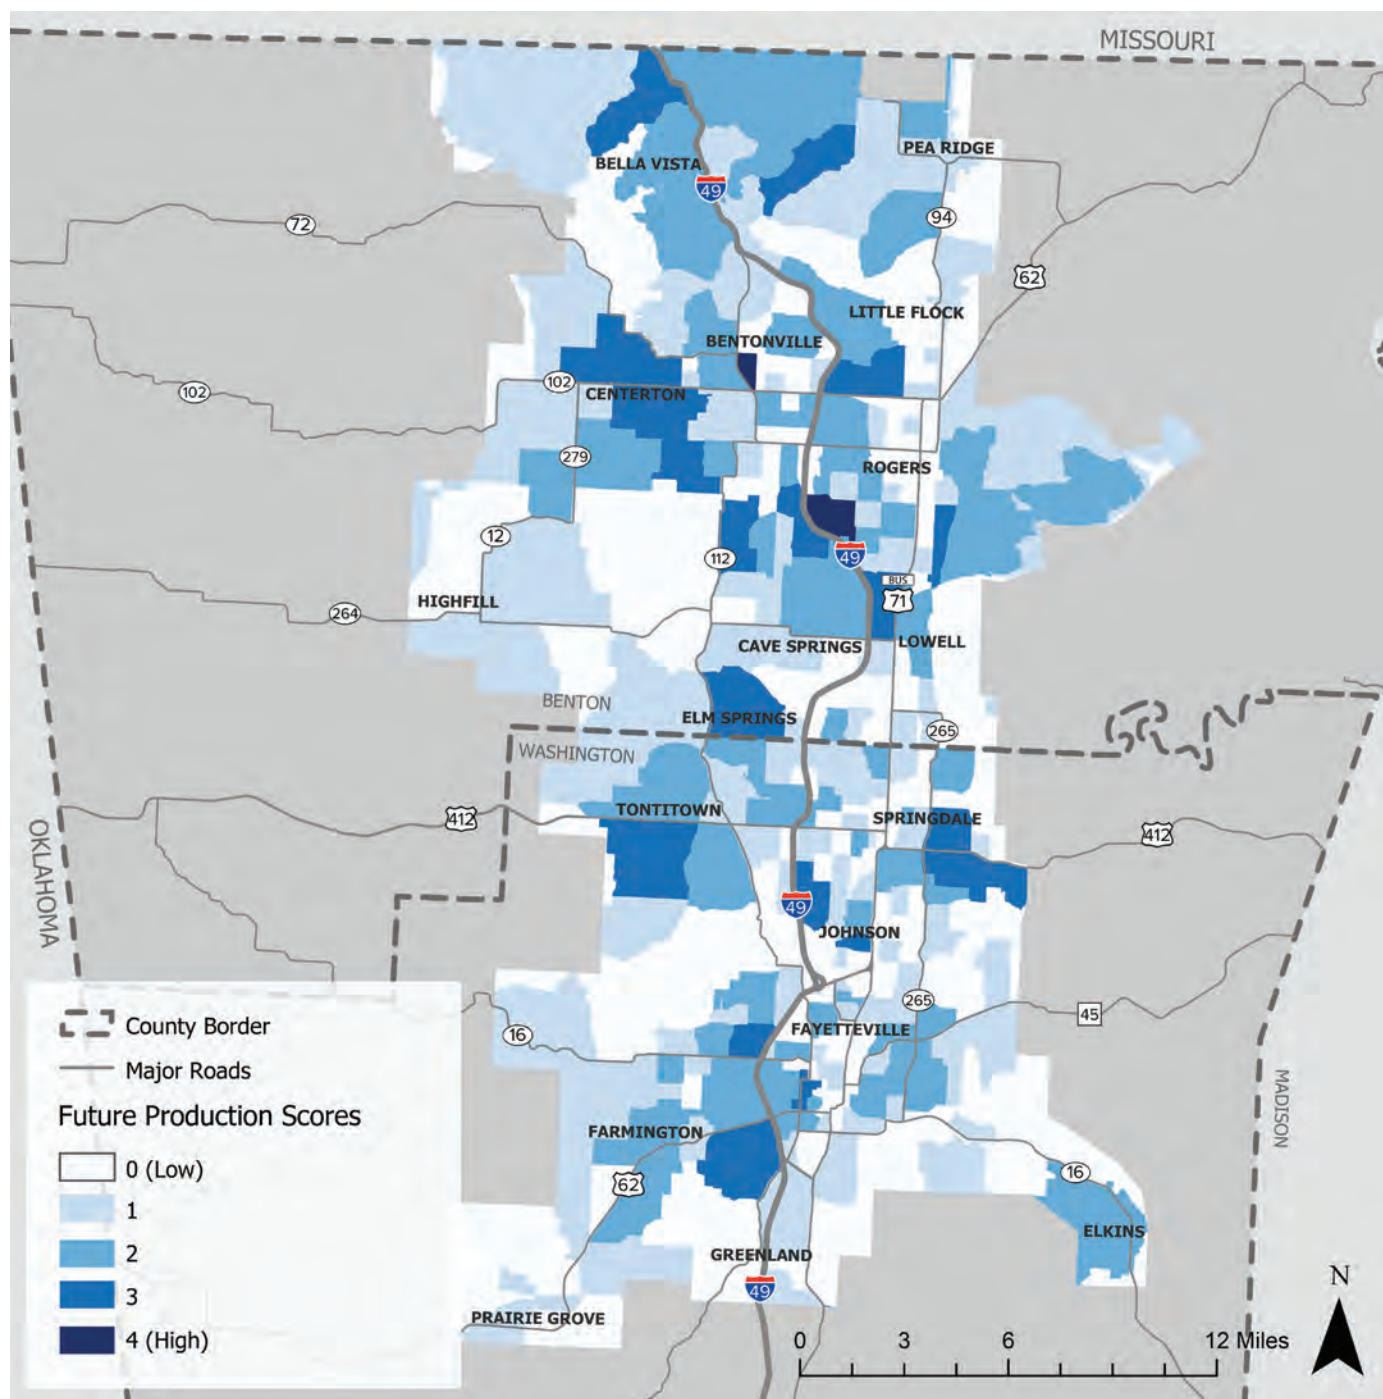 MISSOURI
PEA RIDGE
BELLA VISTA
49
94
72
62
LITTLE FLOCK
BENTONVILLE
102
102
CENTERTON
279
ROGERS
12
112
49
BUS
71
HIGHFILL
264
CAVE SPRINGS
LOWELL
BENTON
ELM SPRINGS
265
WASHINGTON
TONTITOWN
412
SPRINGDALE
412
OKLAHOMA
49
JOHNSON
265
45
16
FAYETTEVILLE
MADISON
FARMINGTON
62
16
ELKINS
GREENLAND
49
PRAIRIE GROVE
County Border
Major Roads
Future Production Scores
0 (Low)
1
2
3
4 (High)
N
0 3 6 12 Miles